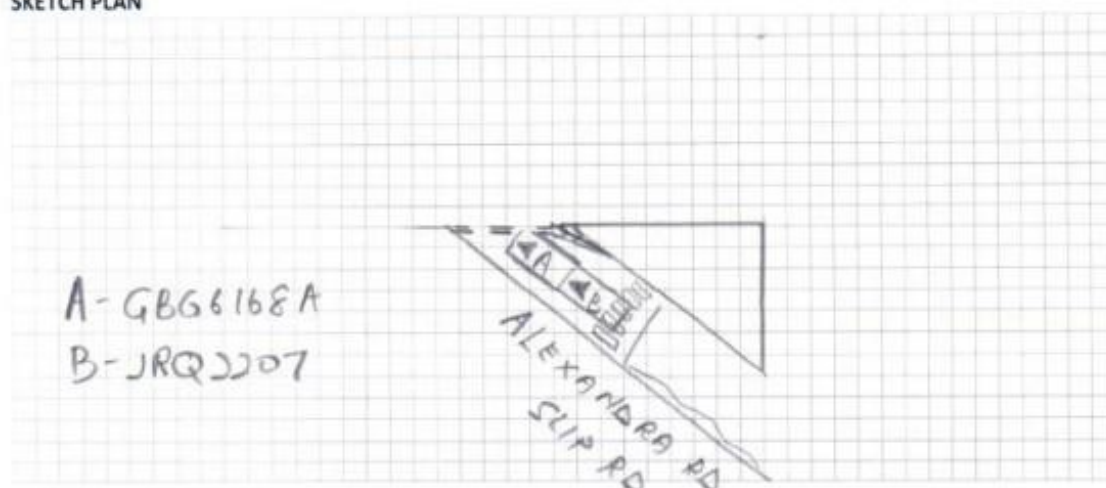 SKETCH PLAN
A - GBG6168A
B - JRQ2207
A
B
ALEXANDRA RD
SLIP RD